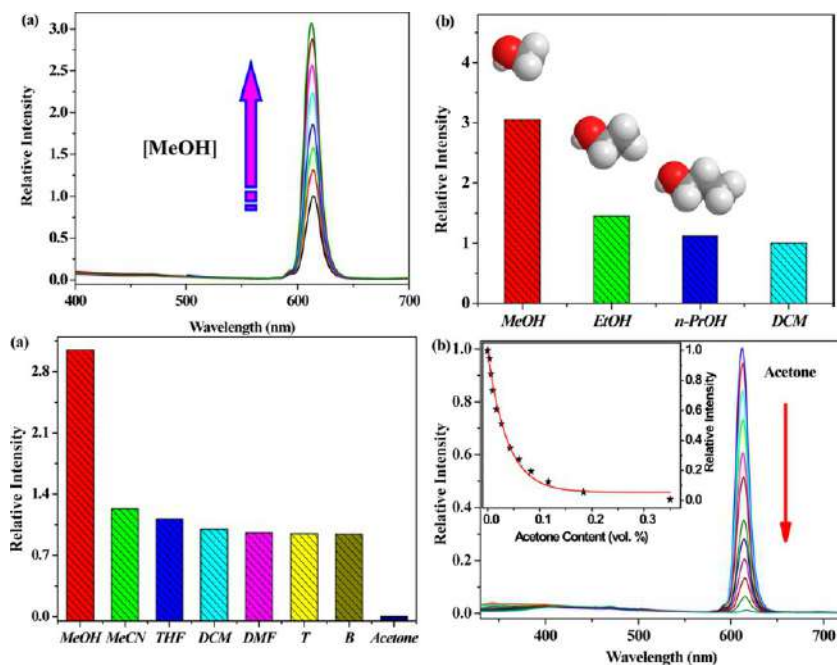 (a)
Relative Intensity
3.0
2.5
2.0
1.5
1.0
0.5
0.0
[MeOH]
400 500 600 700
Wavelength (nm)
(b)
Relative Intensity
4
3
2
1
0
MeOH EtOH n-PrOH DCM
(a)
Relative Intensity
2.8
2.1
1.4
0.7
0.0
MeOH MeCN THF DCM DMF T B Acetone
(b)
Relative Intensity
1.0
0.8
0.6
0.4
0.2
0.0
1.0
0.8
0.6
0.4
0.2
0.0
Relative Intensity
0.0 0.1 0.2 0.3
Acetone Content (vol. %)
Acetone
400 500 600 700
Wavelength (nm)